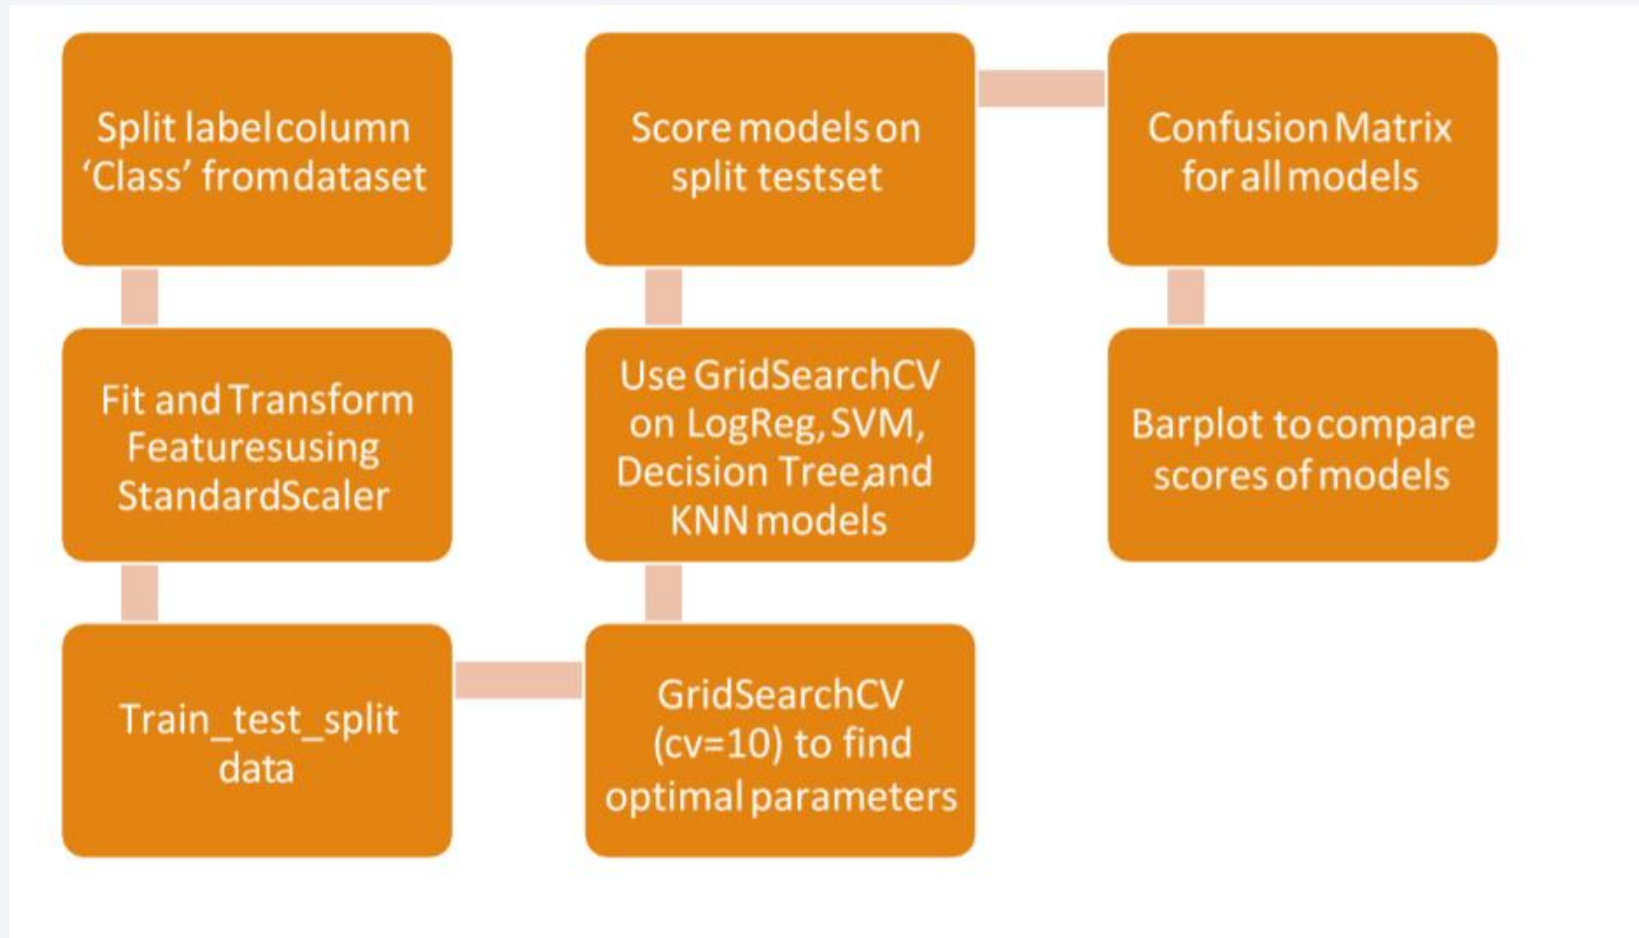 Split label column
‘Class’ from dataset
Fit and Transform
Featuresusing
StandardScaler
Train_test_split
data
GridSearchCV
(cv=10) to find
optimal parameters
Use GridSearchCV
on LogReg, SVM,
Decision Tree, and
KNN models
Score models on
split testset
Confusion Matrix
for all models
Barplot to compare
scores of models